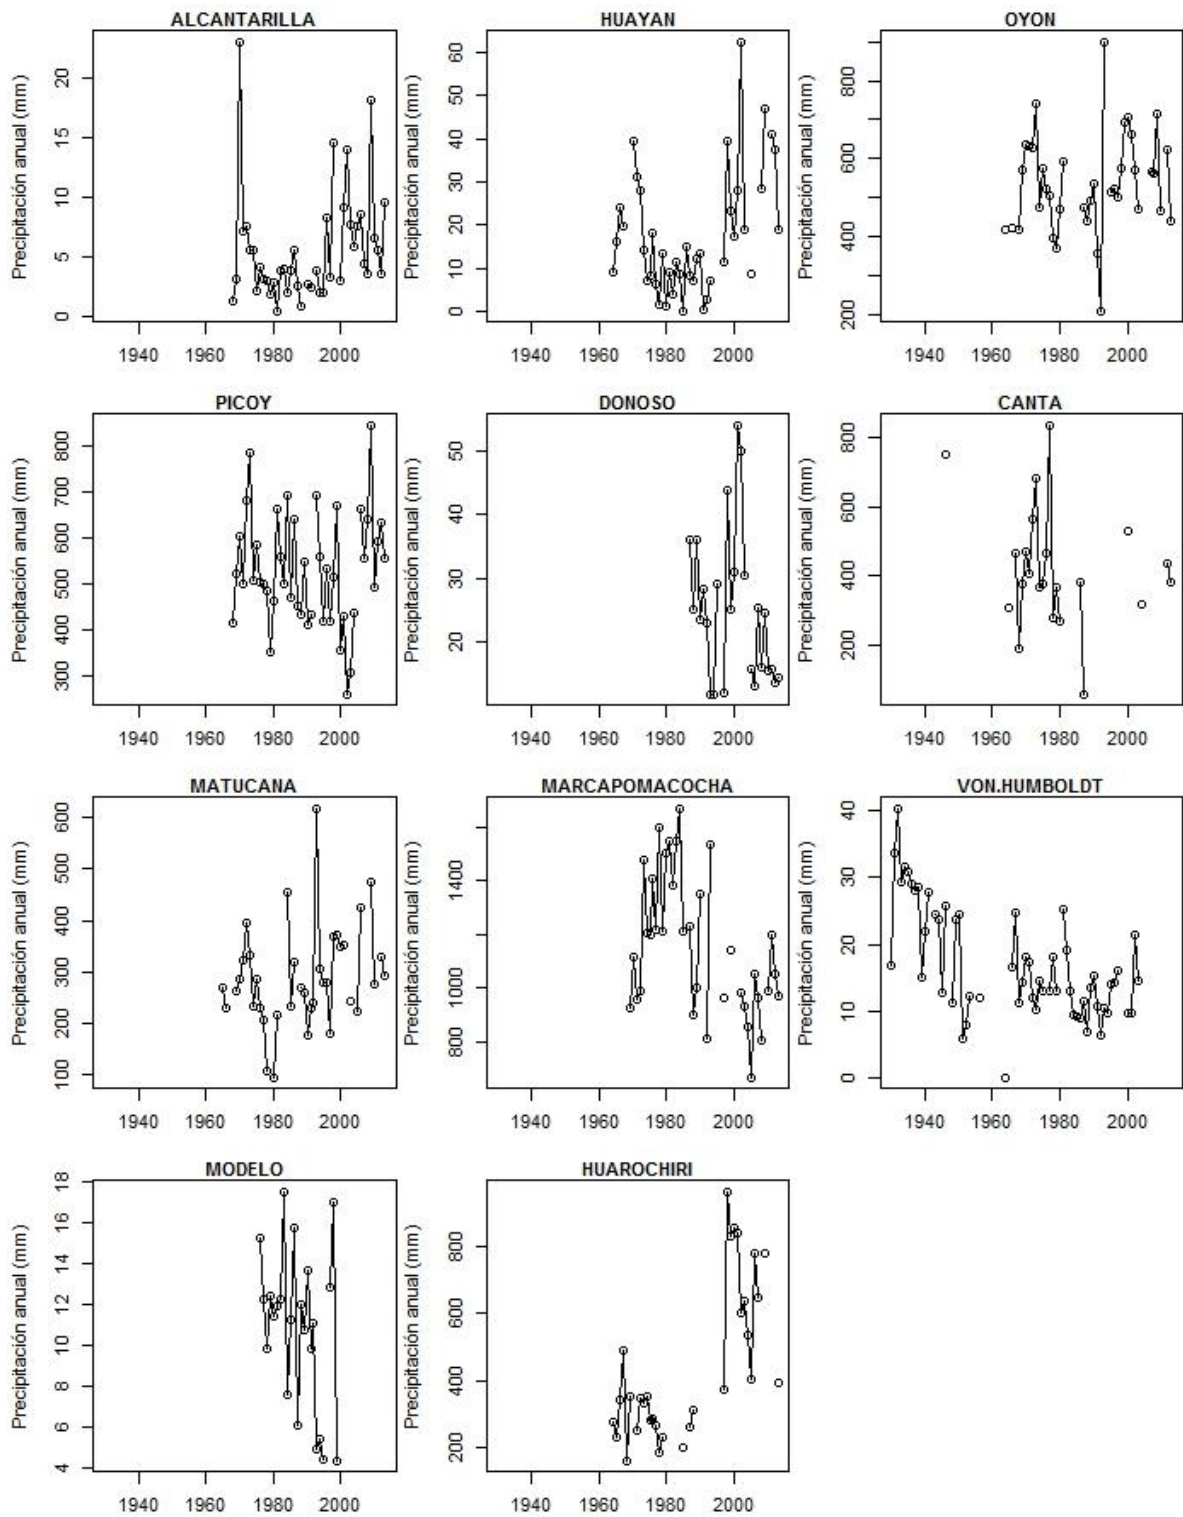 ALCANTARILLA
HUAYAN
OYON
Precipitación anual (mm)
0 5 10 15 20
1940 1960 1980 2000
Precipitación anual (mm)
0 10 20 30 40 50 60
1940 1960 1980 2000
Precipitación anual (mm)
200 400 600 800
1940 1960 1980 2000
PICOY
DONOSO
CANTA
Precipitación anual (mm)
300 400 500 600 700 800
1940 1960 1980 2000
Precipitación anual (mm)
20 30 40 50
1940 1960 1980 2000
Precipitación anual (mm)
200 400 600 800
1940 1960 1980 2000
MATUCANA
MARCAPOMACOCHA
VON.HUMBOLDT
Precipitación anual (mm)
100 200 300 400 500 600
1940 1960 1980 2000
Precipitación anual (mm)
800 1000 1400
1940 1960 1980 2000
Precipitación anual (mm)
0 10 20 30 40
1940 1960 1980 2000
MODELO
HUAROCHIRI
Precipitación anual (mm)
4 6 8 10 12 14 16 18
1940 1960 1980 2000
Precipitación anual (mm)
200 400 600 800
1940 1960 1980 2000